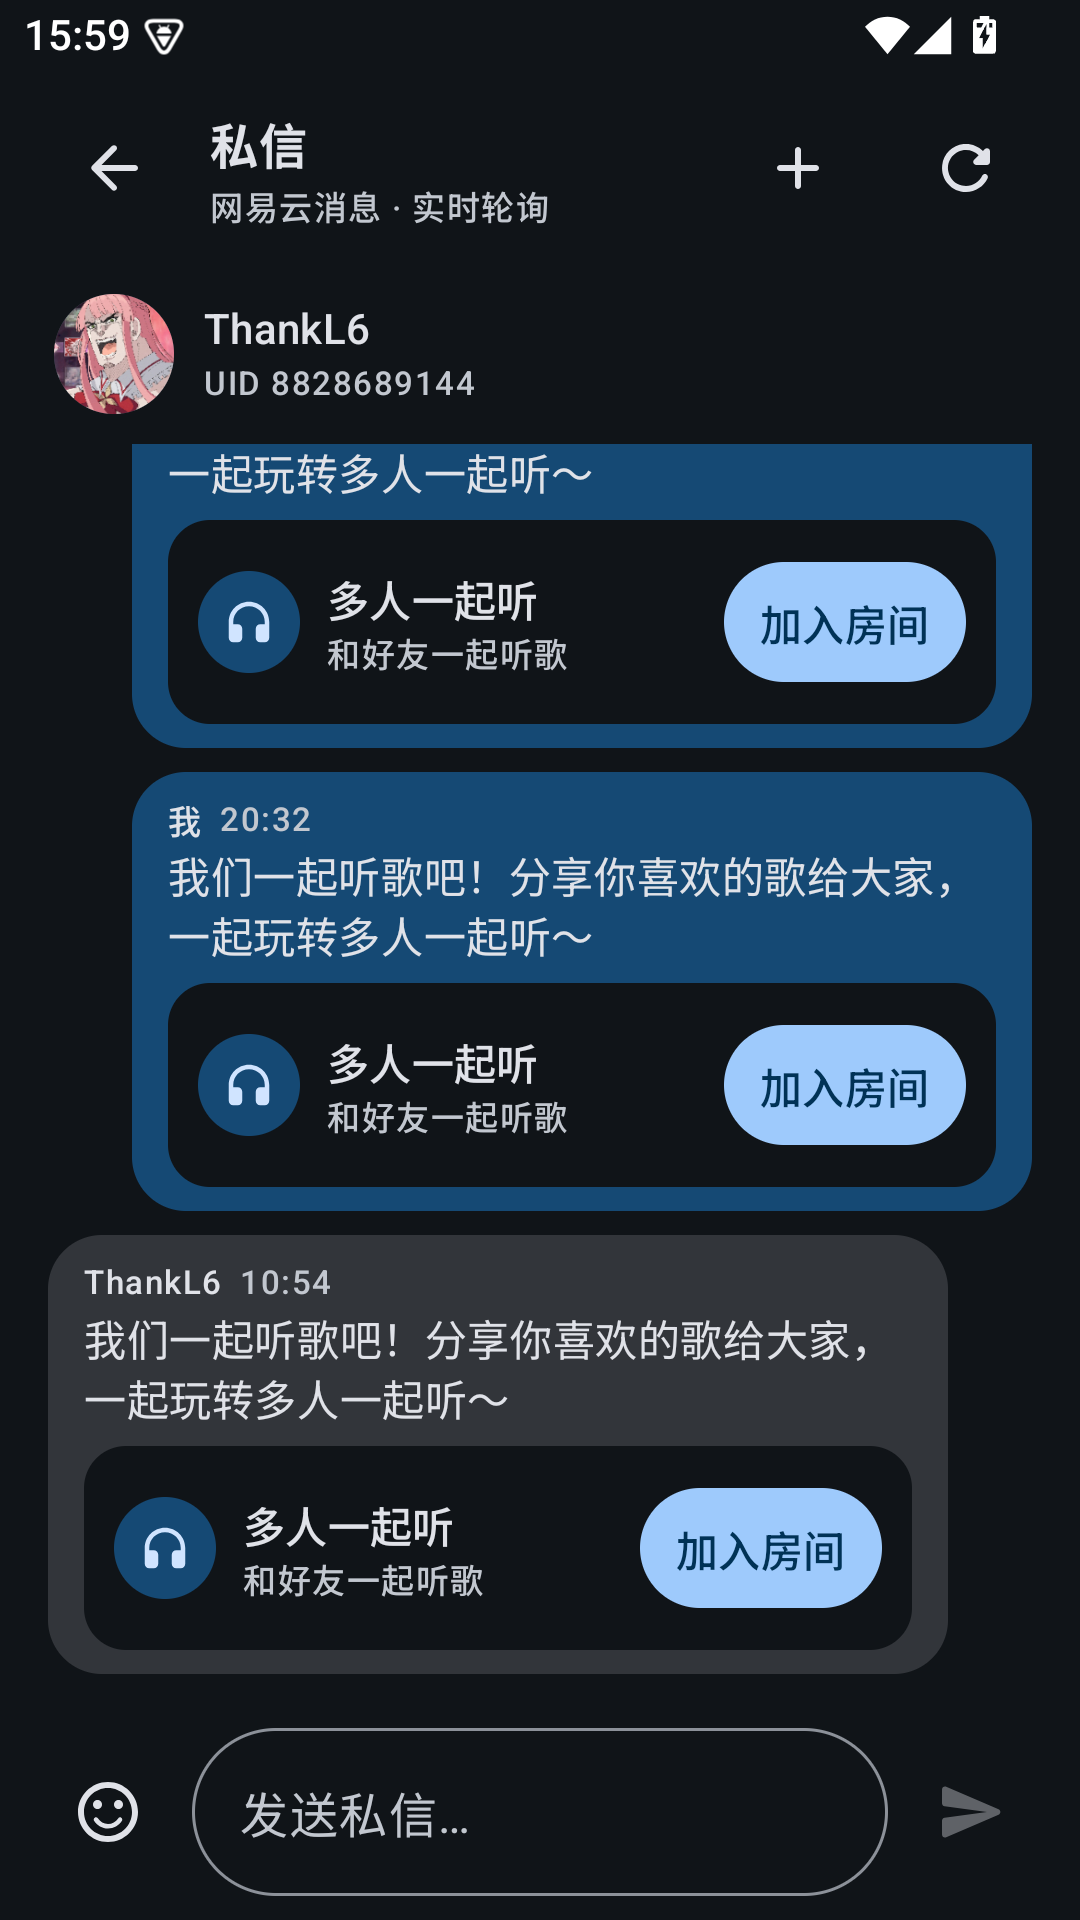 15:59
私信
网易云消息 · 实时轮询
ThankL6
UID 8828689144
一起玩转多人一起听～
多人一起听
和好友一起听歌
加入房间
我 20:32
我们一起听歌吧！分享你喜欢的歌给大家，
一起玩转多人一起听～
多人一起听
和好友一起听歌
加入房间
ThankL6 10:54
我们一起听歌吧！分享你喜欢的歌给大家，
一起玩转多人一起听～
多人一起听
和好友一起听歌
加入房间
发送私信...